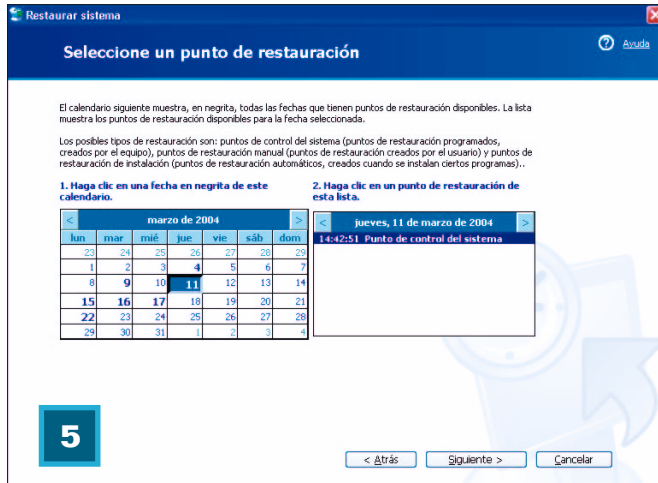 Restaurar sistema
Seleccione un punto de restauración
Ayuda
El calendario siguiente muestra, en negrita, todas las fechas que tienen puntos de restauración disponibles. La lista
muestra los puntos de restauración disponibles para la fecha seleccionada.
Los posibles tipos de restauración son: puntos de control del sistema (puntos de restauración programados,
creados por el equipo), puntos de restauración manual (puntos de restauración creados por el usuario) y puntos de
restauración de instalación (puntos de restauración automáticos, creados cuando se instalan ciertos programas)..
1. Haga clic en una fecha en negrita de este
calendario.
< marzo de 2004 >
lun mar mié jue vie sáb dom
23 24 25 26 27 28 29
1 2 3 4 5 6 7
8 9 10 11 12 13 14
15 16 17 18 19 20 21
22 23 24 25 26 27 28
29 30 31 1 2 3 4
2. Haga clic en un punto de restauración de
esta lista.
< jueves, 11 de marzo de 2004 >
14:42:51 Punto de control del sistema
5
< Atrás
Siguiente >
Cancelar